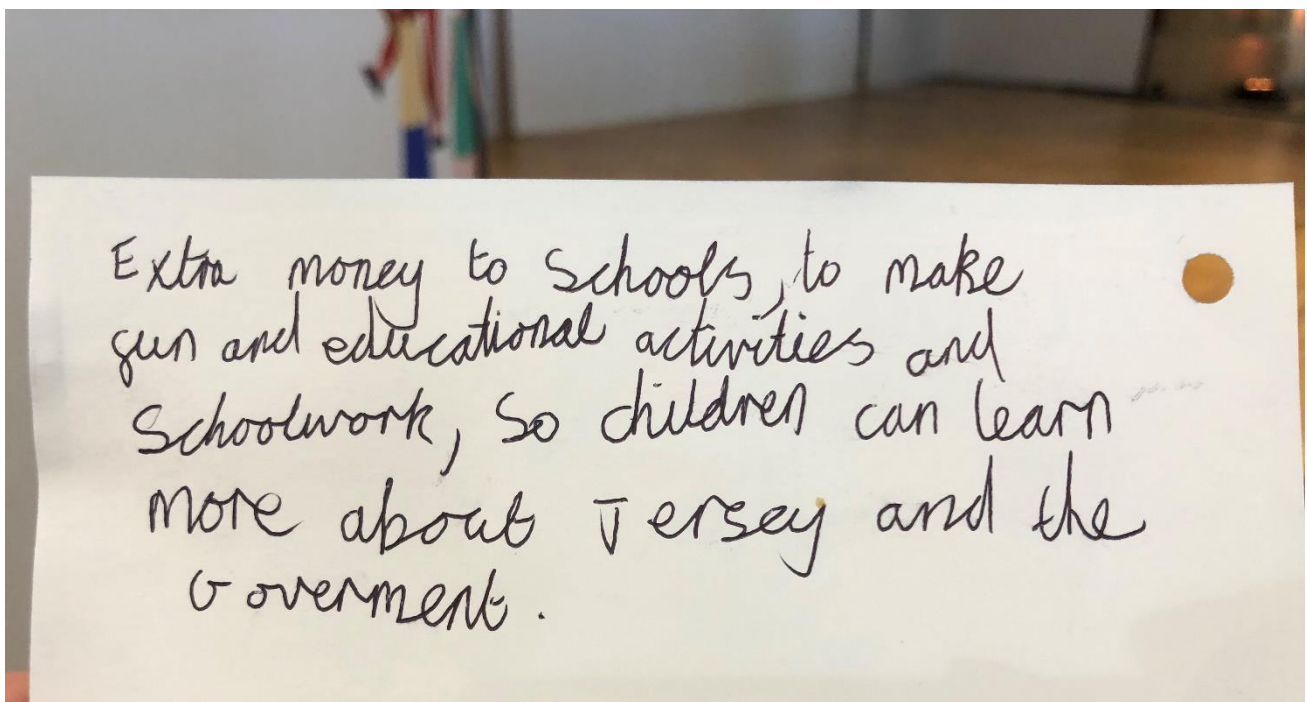 Extra money to Schools, to make
fun and educational activities and
Schoolwork, So children can learn
more about Jersey and the
Goverment.